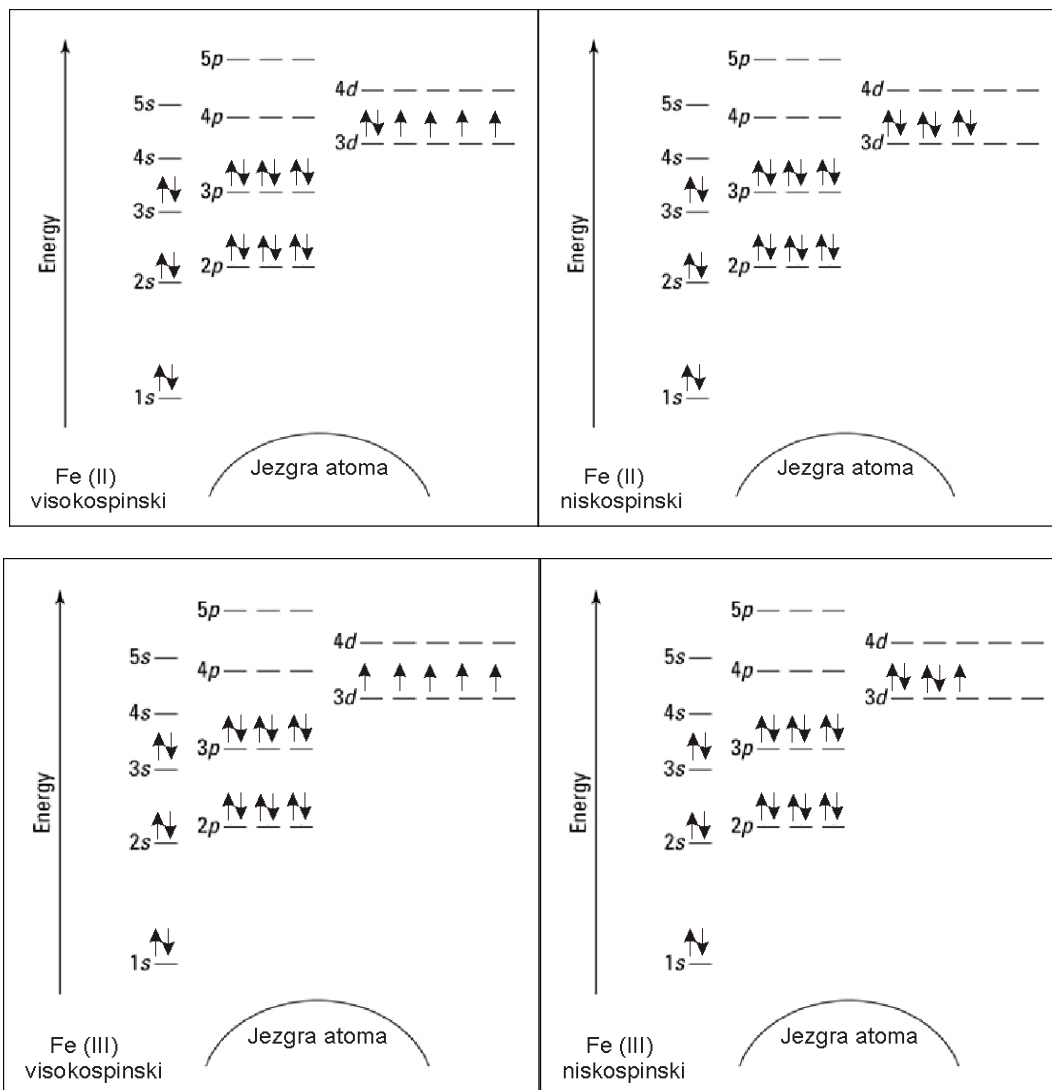 5p
4d
5s
4p
3d
4s
3p
3s
2p
2s
1s
Energy
Jezgra atoma
Fe (II)
visokospinski
5p
4d
5s
4p
3d
4s
3p
3s
2p
2s
1s
Energy
Jezgra atoma
Fe (II)
niskospinski
5p
4d
5s
4p
3d
4s
3p
3s
2p
2s
1s
Energy
Jezgra atoma
Fe (III)
visokospinski
5p
4d
5s
4p
3d
4s
3p
3s
2p
2s
1s
Energy
Jezgra atoma
Fe (III)
niskospinski